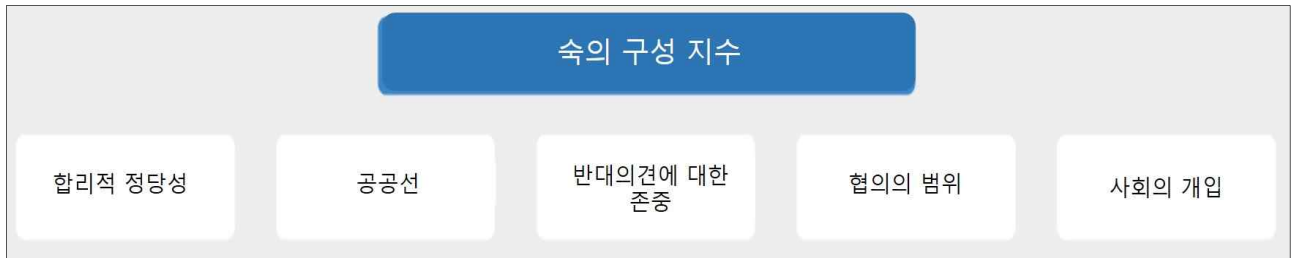 숙의 구성 지수
합리적 정당성
공공선
반대의견에 대한
존중
협의의 범위
사회의 개입